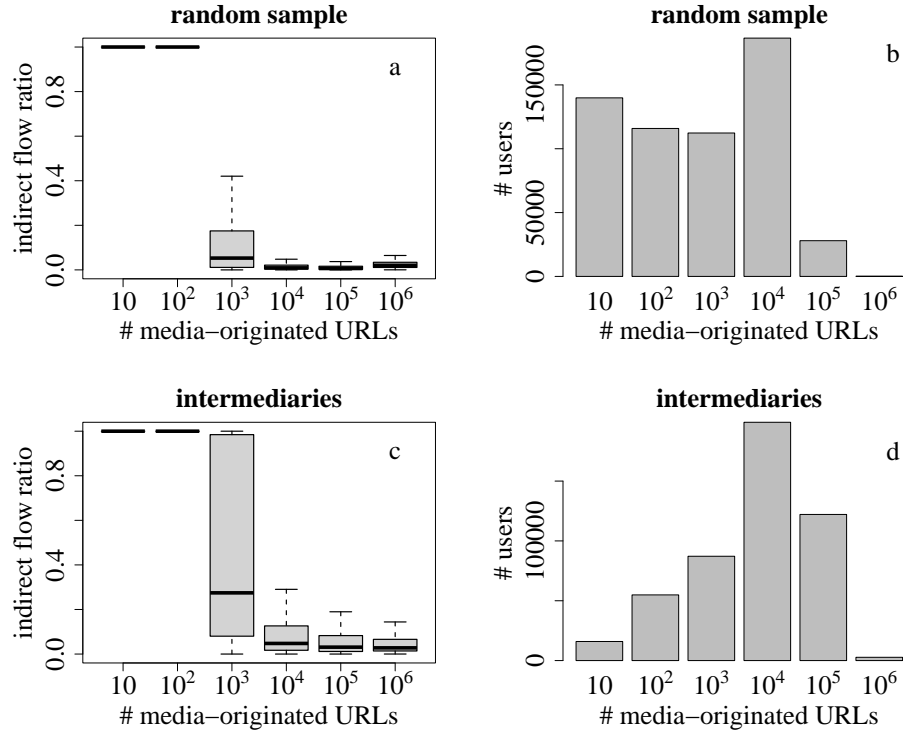 random sample
a
indirect flow ratio
0.0 0.4 0.8
10 10² 10³ 10⁴ 10⁵ 10⁶
# media−originated URLs
random sample
b
# users
0 50000 150000
10 10² 10³ 10⁴ 10⁵ 10⁶
# media−originated URLs
intermediaries
c
indirect flow ratio
0.0 0.4 0.8
10 10² 10³ 10⁴ 10⁵ 10⁶
# media−originated URLs
intermediaries
d
# users
0 100000
10 10² 10³ 10⁴ 10⁵ 10⁶
# media−originated URLs